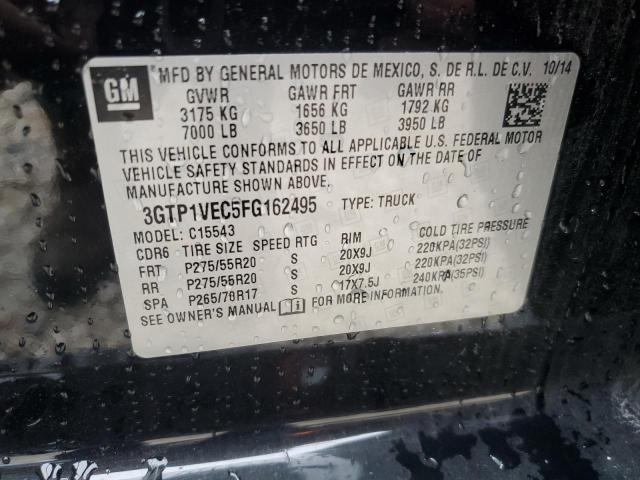 GM MFD BY GENERAL MOTORS DE MEXICO, S. DE R.L. DE C.V. 10/14
GVWR GAWR FRT GAWR RR
3175 KG 1656 KG 1792 KG
7000 LB 3650 LB 3950 LB
THIS VEHICLE CONFORMS TO ALL APPLICABLE U.S. FEDERAL MOTOR
VEHICLE SAFETY STANDARDS IN EFFECT ON THE DATE OF
MANUFACTURE SHOWN ABOVE.
3GTP1VEC5FG162495 TYPE: TRUCK
MODEL: C15543
CDR6 TIRE SIZE SPEED RTG RIM COLD TIRE PRESSURE
FRT P275/55R20 S 20X9J 220KPA(32PSI)
RR P275/55R20 S 20X9J 220KPA(32PSI)
SPA P265/70R17 S 17X7.5J 240KPA(35PSI)
SEE OWNER'S MANUAL FOR MORE INFORMATION.